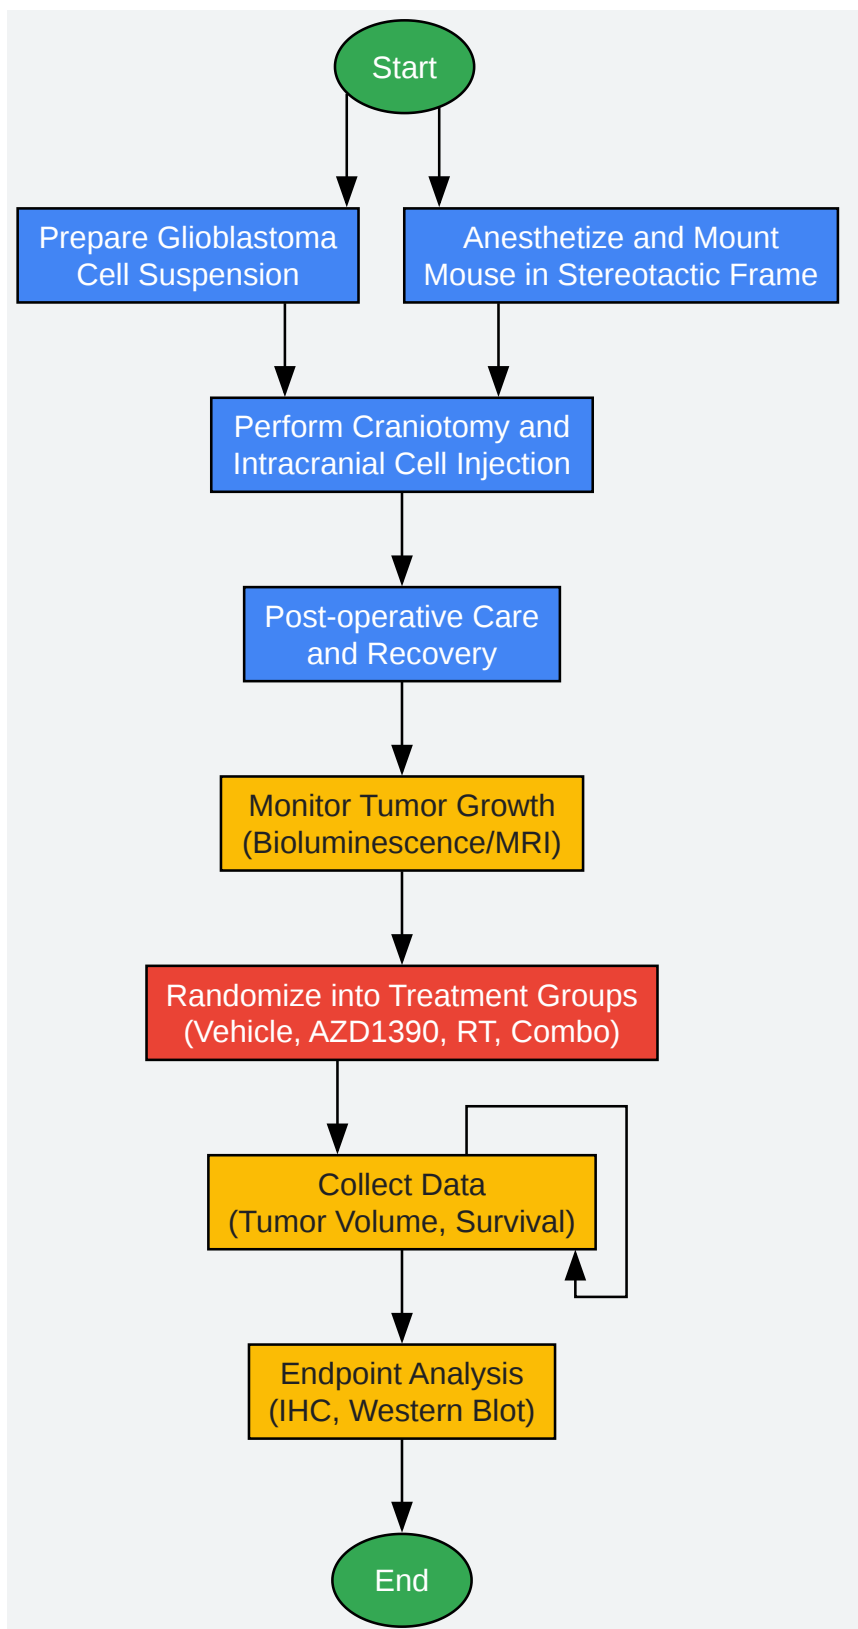 Start
Prepare Glioblastoma
Cell Suspension
Anesthetize and Mount
Mouse in Stereotactic Frame
Perform Craniotomy and
Intracranial Cell Injection
Post-operative Care
and Recovery
Monitor Tumor Growth
(Bioluminescence/MRI)
Randomize into Treatment Groups
(Vehicle, AZD1390, RT, Combo)
Collect Data
(Tumor Volume, Survival)
Endpoint Analysis
(IHC, Western Blot)
End